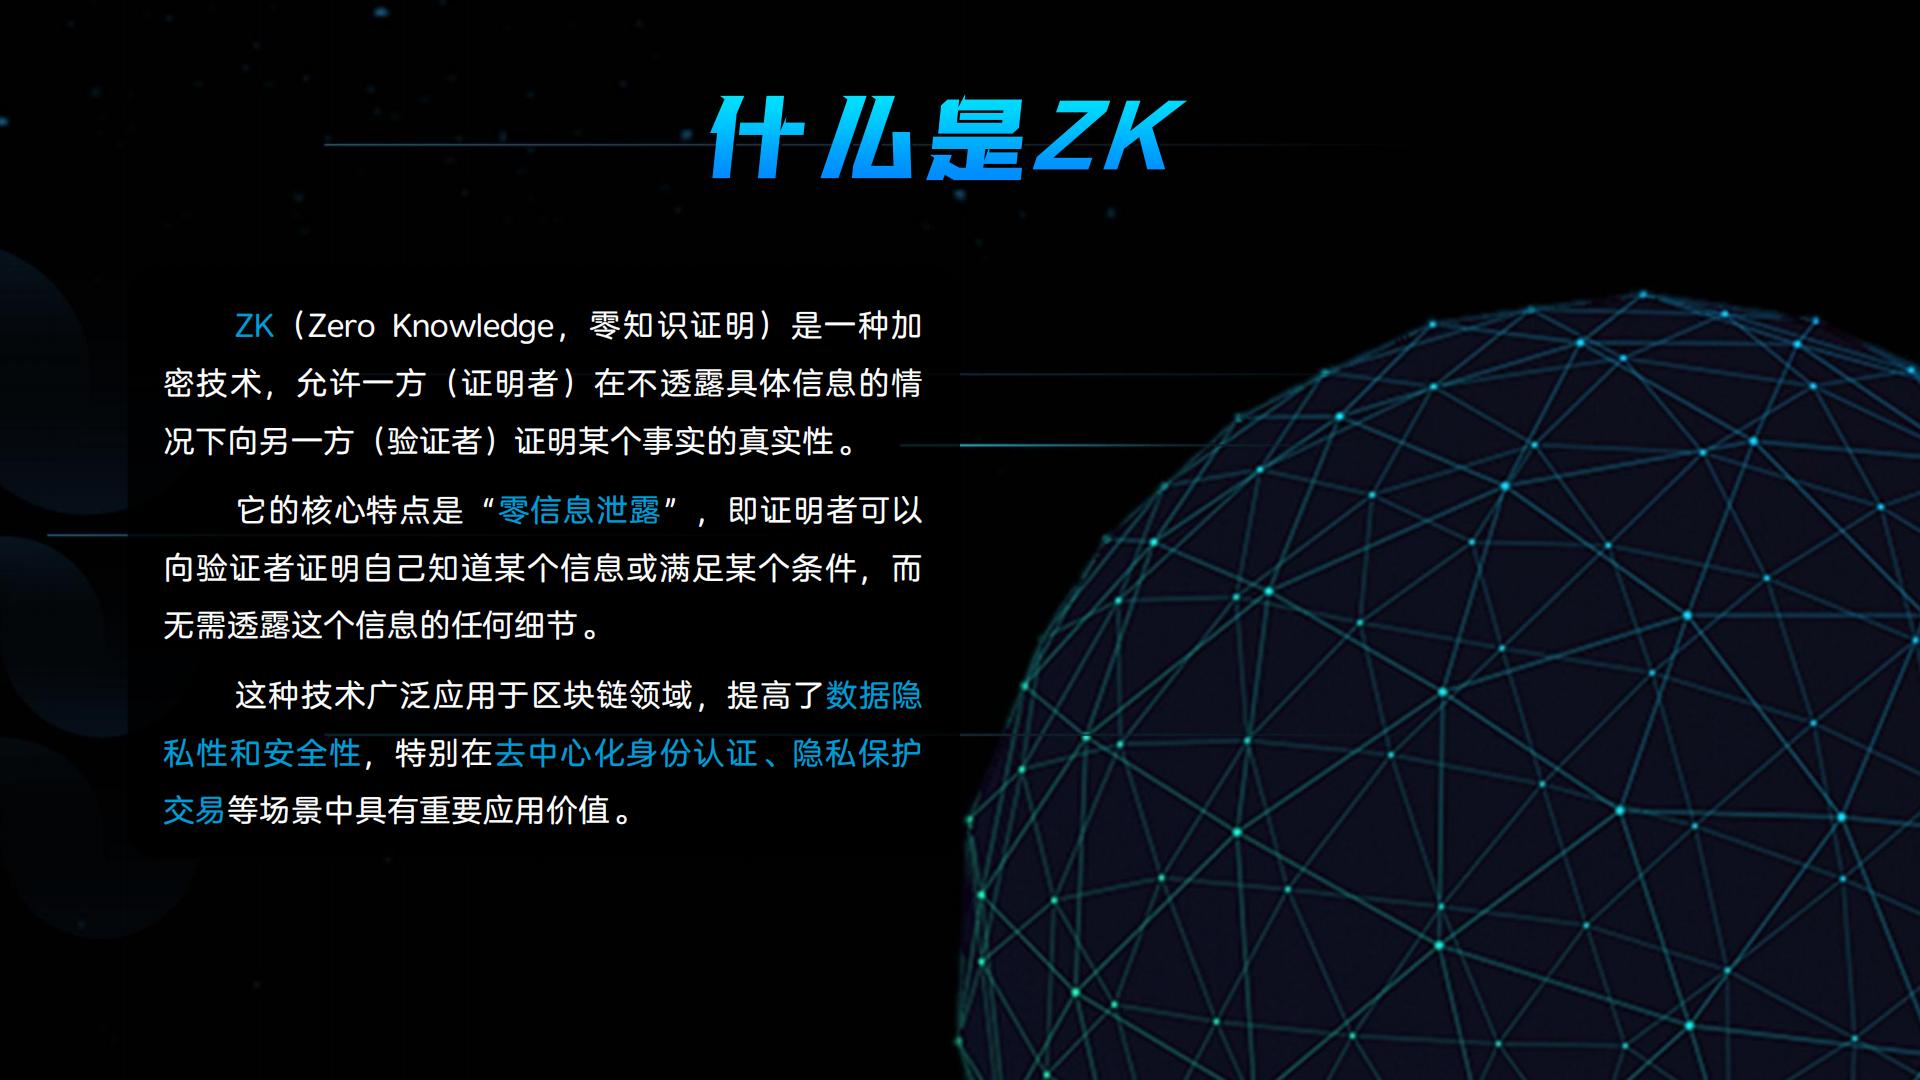 什么是ZK
ZK（Zero Knowledge，零知识证明）是一种加
密技术，允许一方（证明者）在不透露具体信息的情
况下向另一方（验证者）证明某个事实的真实性。
它的核心特点是“零信息泄露”，即证明者可以
向验证者证明自己知道某个信息或满足某个条件，而
无需透露这个信息的任何细节。
这种技术广泛应用于区块链领域，提高了数据隐
私性和安全性，特别在去中心化身份认证、隐私保护
交易等场景中具有重要应用价值。